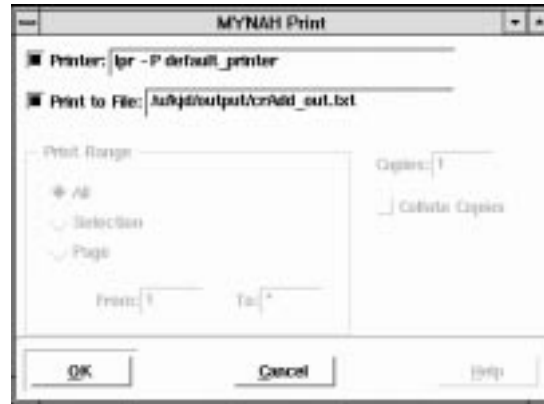 MYNAH Print
Printer: lpr -P default_printer
Print to File: /u/kjd/output/crAdd_out.txt
Print Range
Copies: 1
All
Collate Copies
Selection
Page
From: 1 To: *
OK Cancel Help